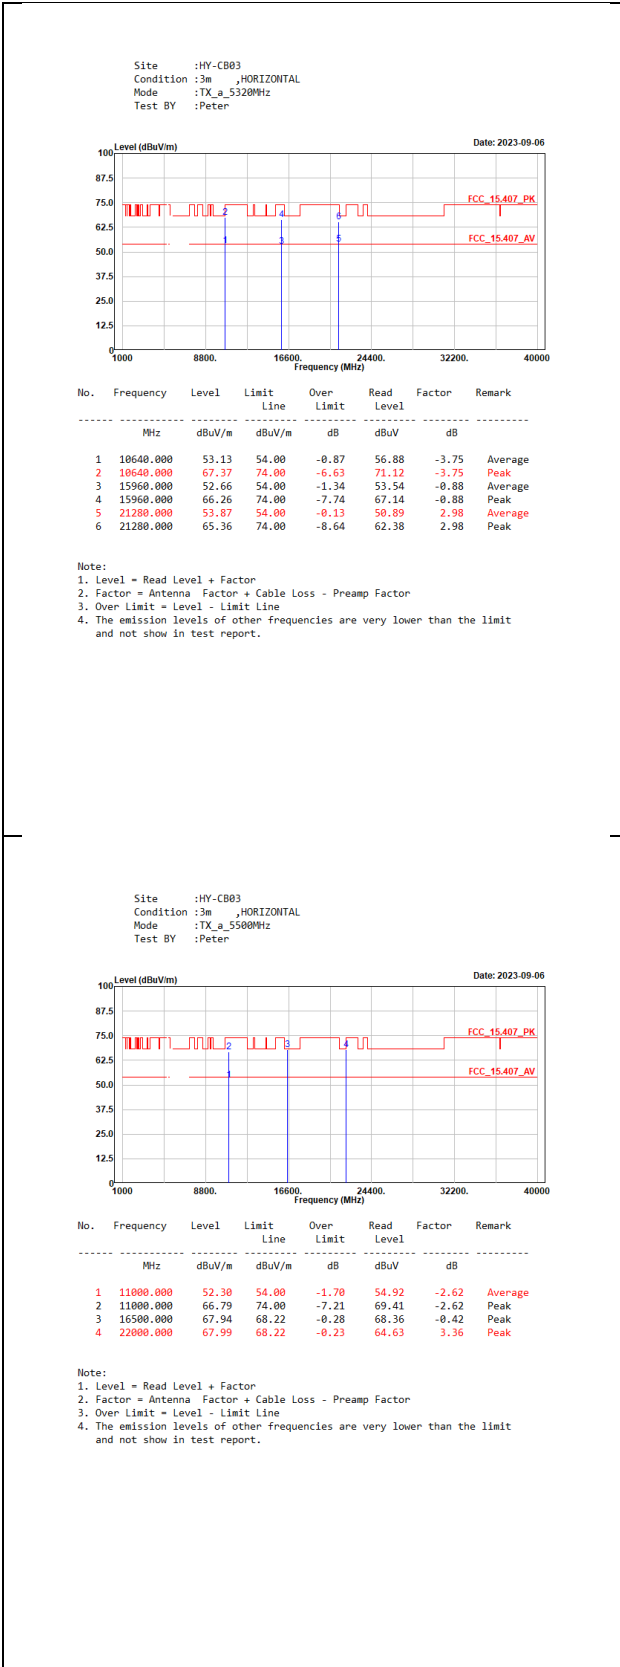 Site      :HY-CB03
Condition :3m    ,HORIZONTAL
Mode      :TX_a_5320MHz
Test BY   :Peter
Level (dBuV/m)
Date: 2023-09-06
100
87.5
75.0
62.5
50.0
37.5
25.0
12.5
0
FCC_15.407_PK
FCC_15.407_AV
2
4
6
1
3
5
1000 8800. 16600. 24400. 32200. 40000
Frequency (MHz)
No. Frequency Level Limit Over Read Factor Remark
Line Limit Level
------ ----------- -------- -------- --------- -------- -------- ---------
MHz dBuV/m dBuV/m dB dBuV dB
1 10640.000 53.13 54.00 -0.87 56.88 -3.75 Average
2 10640.000 67.37 74.00 -6.63 71.12 -3.75 Peak
3 15960.000 52.66 54.00 -1.34 53.54 -0.88 Average
4 15960.000 66.26 74.00 -7.74 67.14 -0.88 Peak
5 21280.000 53.87 54.00 -0.13 50.89 2.98 Average
6 21280.000 65.36 74.00 -8.64 62.38 2.98 Peak
Note:
1. Level = Read Level + Factor
2. Factor = Antenna  Factor + Cable Loss - Preamp Factor
3. Over Limit = Level - Limit Line
4. The emission levels of other frequencies are very lower than the limit
and not show in test report.
Site      :HY-CB03
Condition :3m    ,HORIZONTAL
Mode      :TX_a_5500MHz
Test BY   :Peter
Level (dBuV/m)
Date: 2023-09-06
100
87.5
75.0
62.5
50.0
37.5
25.0
12.5
0
FCC_15.407_PK
FCC_15.407_AV
2
3
4
1
1000 8800. 16600. 24400. 32200. 40000
Frequency (MHz)
No. Frequency Level Limit Over Read Factor Remark
Line Limit Level
------ ----------- -------- -------- --------- -------- -------- ---------
MHz dBuV/m dBuV/m dB dBuV dB
1 11000.000 52.30 54.00 -1.70 54.92 -2.62 Average
2 11000.000 66.79 74.00 -7.21 69.41 -2.62 Peak
3 16500.000 67.94 68.22 -0.28 68.36 -0.42 Peak
4 22000.000 67.99 68.22 -0.23 64.63 3.36 Peak
Note:
1. Level = Read Level + Factor
2. Factor = Antenna  Factor + Cable Loss - Preamp Factor
3. Over Limit = Level - Limit Line
4. The emission levels of other frequencies are very lower than the limit
and not show in test report.